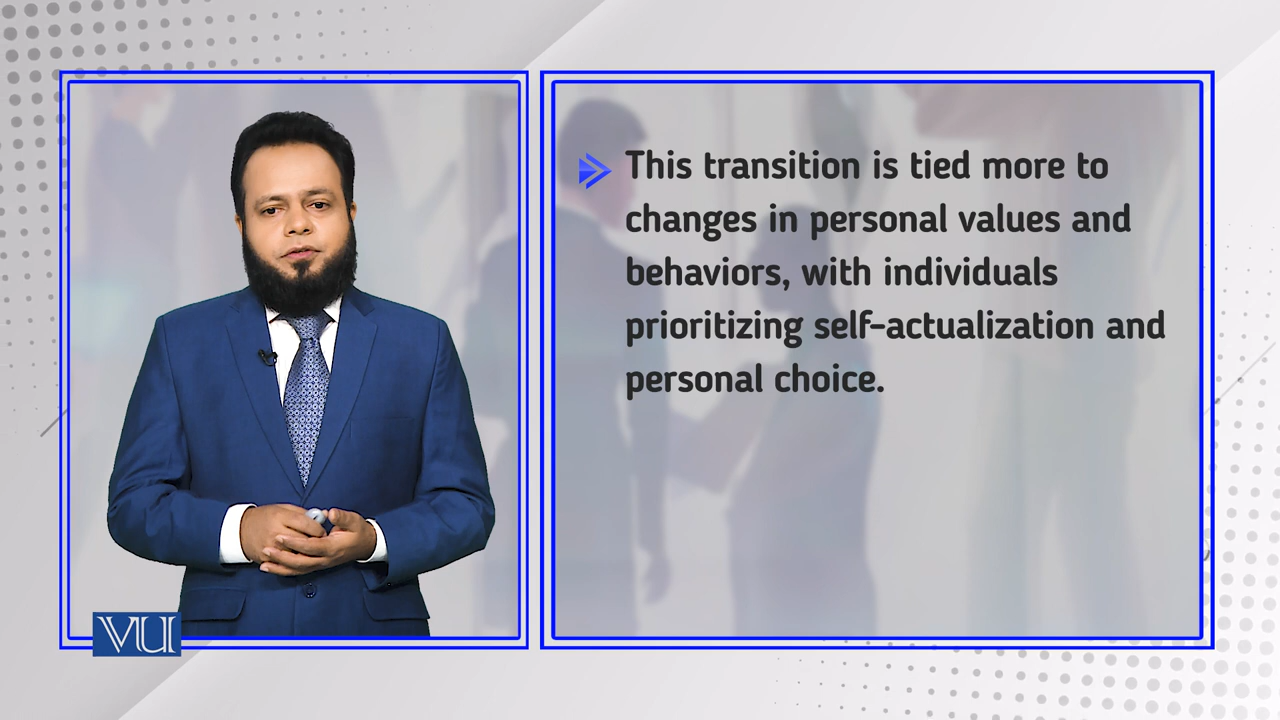 This transition is tied more to
changes in personal values and
behaviors, with individuals
prioritizing self-actualization and
personal choice.
VU